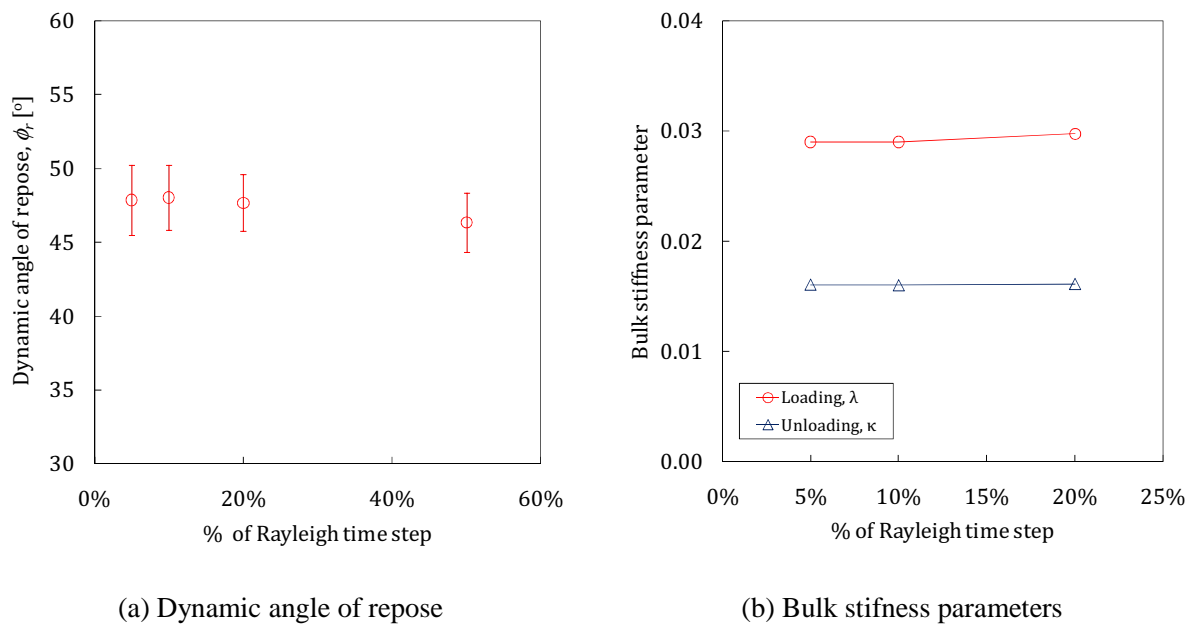 60
55
50
45
40
35
30
Dynamic angle of repose, ϕr [°]
0% 20% 40% 60%
% of Rayleigh time step
(a) Dynamic angle of repose
0.04
0.03
0.02
0.01
0.00
Bulk stiffness parameter
Loading, λ
Unloading, κ
0% 5% 10% 15% 20% 25%
% of Rayleigh time step
(b) Bulk stifness parameters